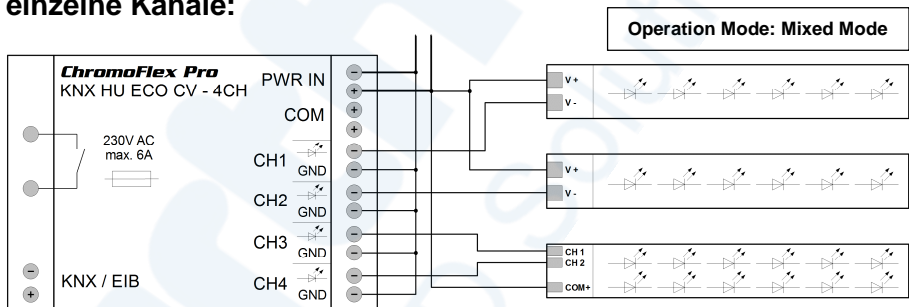 einzelne Kanäle:
Operation Mode: Mixed Mode
ChromoFlex Pro
KNX HU ECO CV - 4CH
PWR IN
COM
230V AC
max. 6A
CH1
GND
CH2
GND
CH3
GND
CH4
GND
KNX / EIB
−
+
−
+
+
+
−
−
−
−
−
−
−
−
V +
V -
V +
V -
CH 1
CH 2
COM+